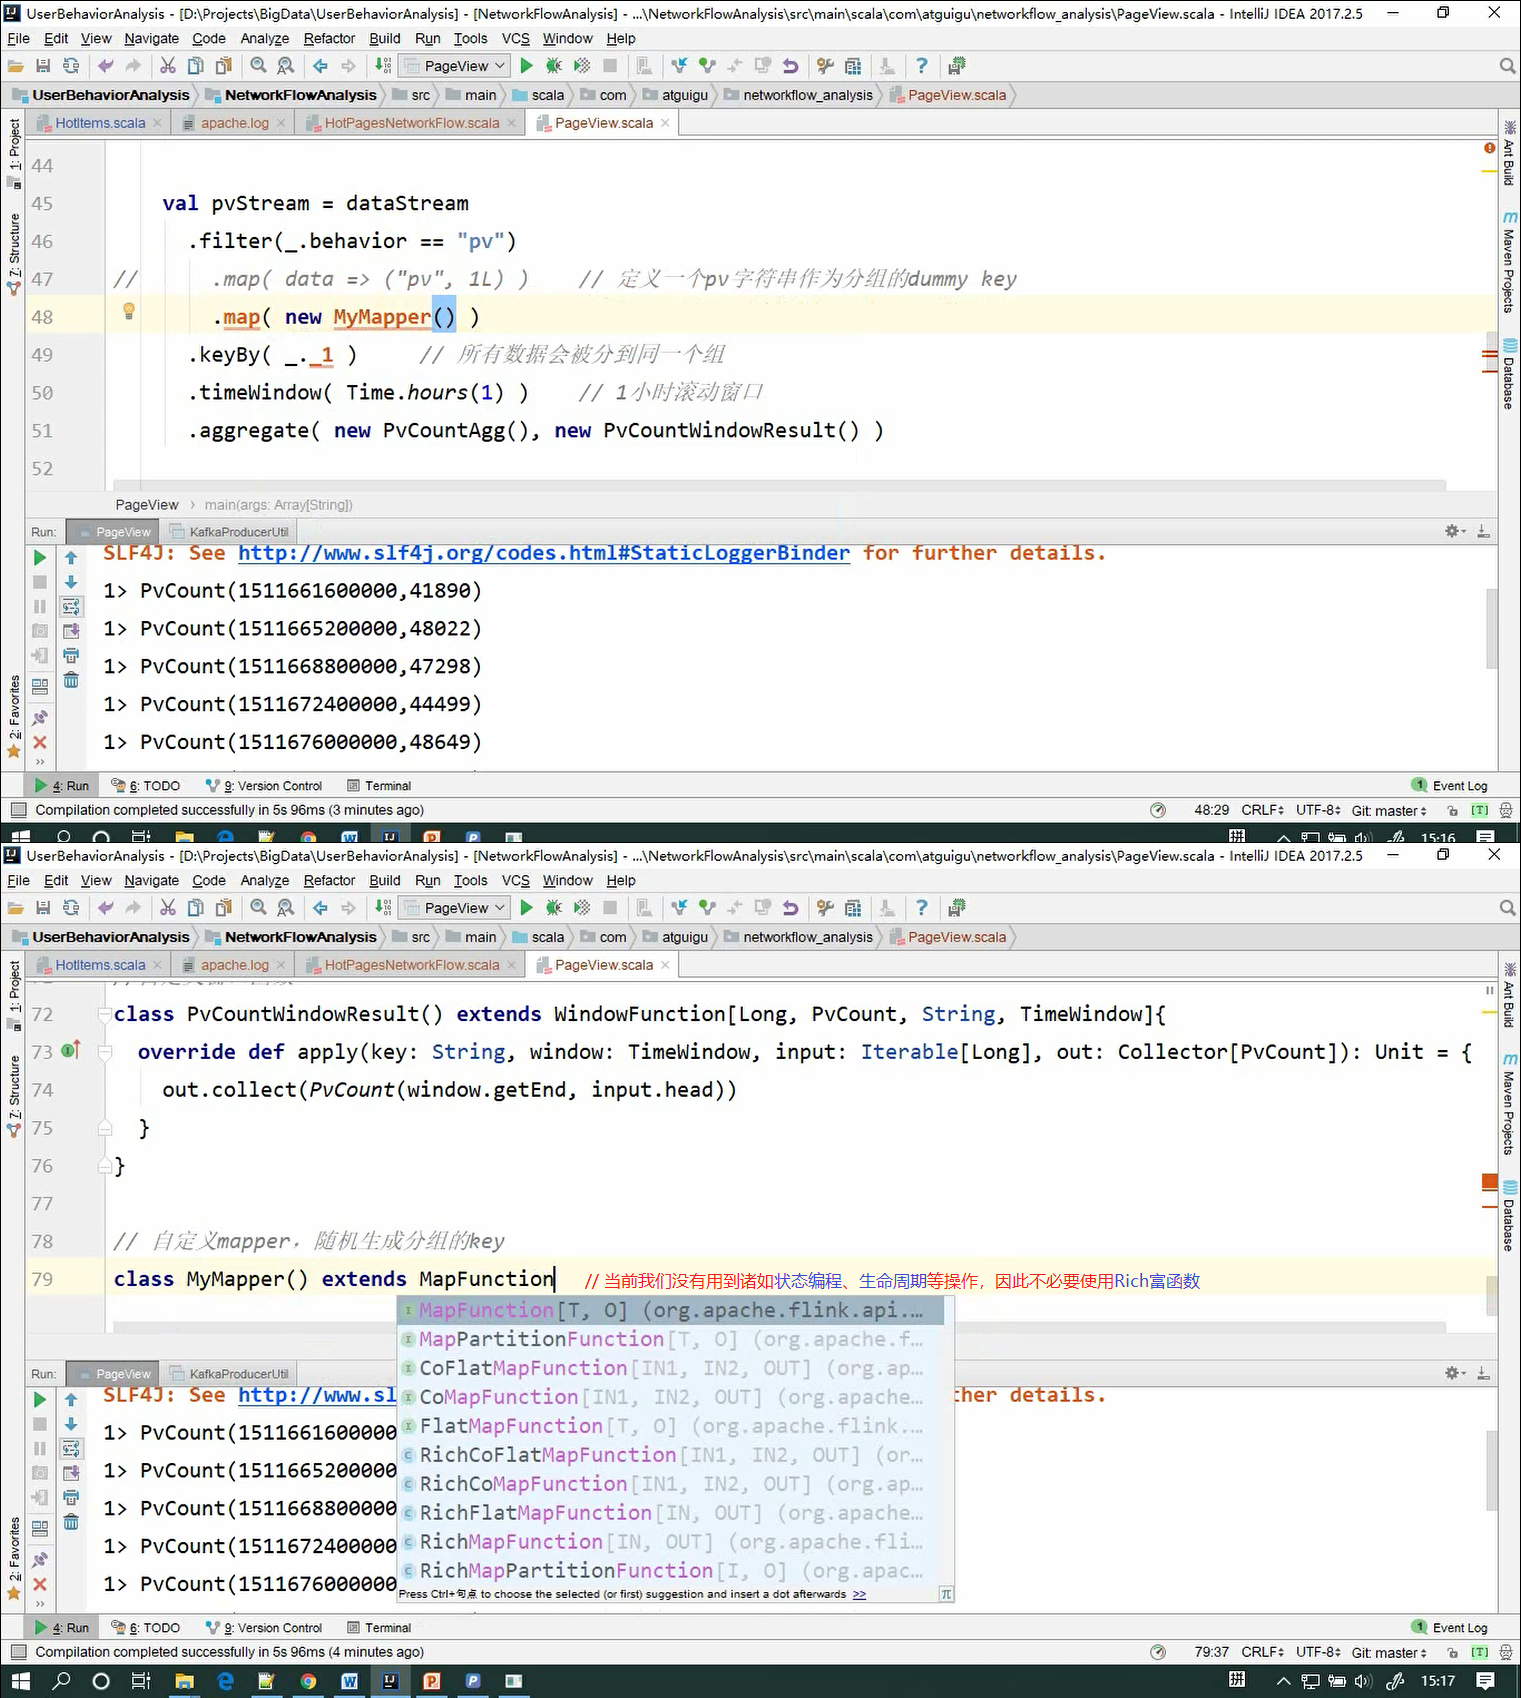 UserBehaviorAnalysis - [D:\Projects\BigData\UserBehaviorAnalysis] - [NetworkFlowAnalysis] - ...\NetworkFlowAnalysis\src\main\scala\com\atguigu\networkflow_analysis\PageView.scala - IntelliJ IDEA 2017.2.5
File Edit View Navigate Code Analyze Refactor Build Run Tools VCS Window Help
PageView
UserBehaviorAnalysis NetworkFlowAnalysis src main scala com atguigu networkflow_analysis PageView.scala
HotItems.scala apache.log HotPagesNetworkFlow.scala PageView.scala
1: Project
7: Structure
2: Favorites
Ant Build
Maven Projects
Database
44
45 val pvStream = dataStream
46 .filter(_.behavior == "pv")
47 // .map( data => ("pv", 1L) ) // 定义一个pv字符串作为分组的dummy key
48 .map( new MyMapper() )
49 .keyBy( _._1 ) // 所有数据会被分到同一个组
50 .timeWindow( Time.hours(1) ) // 1小时滚动窗口
51 .aggregate( new PvCountAgg(), new PvCountWindowResult() )
52
PageView main(args: Array[String])
Run: PageView KafkaProducerUtil
SLF4J: See http://www.slf4j.org/codes.html#StaticLoggerBinder for further details.
1> PvCount(1511661600000,41890)
1> PvCount(1511665200000,48022)
1> PvCount(1511668800000,47298)
1> PvCount(1511672400000,44499)
1> PvCount(1511676000000,48649)
4: Run 6: TODO 9: Version Control Terminal 1 Event Log
Compilation completed successfully in 5s 96ms (3 minutes ago) 48:29 CRLF UTF-8 Git: master [T]
15:16
UserBehaviorAnalysis - [D:\Projects\BigData\UserBehaviorAnalysis] - [NetworkFlowAnalysis] - ...\NetworkFlowAnalysis\src\main\scala\com\atguigu\networkflow_analysis\PageView.scala - IntelliJ IDEA 2017.2.5
File Edit View Navigate Code Analyze Refactor Build Run Tools VCS Window Help
PageView
UserBehaviorAnalysis NetworkFlowAnalysis src main scala com atguigu networkflow_analysis PageView.scala
HotItems.scala apache.log HotPagesNetworkFlow.scala PageView.scala
1: Project
7: Structure
2: Favorites
Ant Build
Maven Projects
Database
72 class PvCountWindowResult() extends WindowFunction[Long, PvCount, String, TimeWindow]{
73 override def apply(key: String, window: TimeWindow, input: Iterable[Long], out: Collector[PvCount]): Unit = {
74 out.collect(PvCount(window.getEnd, input.head))
75 }
76 }
77
78 // 自定义mapper，随机生成分组的key
79 class MyMapper() extends MapFunction // 当前我们没有用到诸如状态编程、生命周期等操作，因此不必要使用Rich富函数
MapFunction[T, O] (org.apache.flink.api....
MapPartitionFunction[T, O] (org.apache.f...
CoFlatMapFunction[IN1, IN2, OUT] (org.ap...
CoMapFunction[IN1, IN2, OUT] (org.apache...
FlatMapFunction[T, O] (org.apache.flink....
RichCoFlatMapFunction[IN1, IN2, OUT] (or...
RichCoMapFunction[IN1, IN2, OUT] (org.ap...
RichFlatMapFunction[IN, OUT] (org.apache...
RichMapFunction[IN, OUT] (org.apache.fli...
RichMapPartitionFunction[I, O] (org.apac...
Press Ctrl+句点 to choose the selected (or first) suggestion and insert a dot afterwards >> π
Run: PageView KafkaProducerUtil
SLF4J: See http://www.sl ther details.
1> PvCount(1511661600000
1> PvCount(1511665200000
1> PvCount(1511668800000
1> PvCount(1511672400000
1> PvCount(1511676000000
4: Run 6: TODO 9: Version Control Terminal 1 Event Log
Compilation completed successfully in 5s 96ms (4 minutes ago) 79:37 CRLF UTF-8 Git: master [T]
15:17